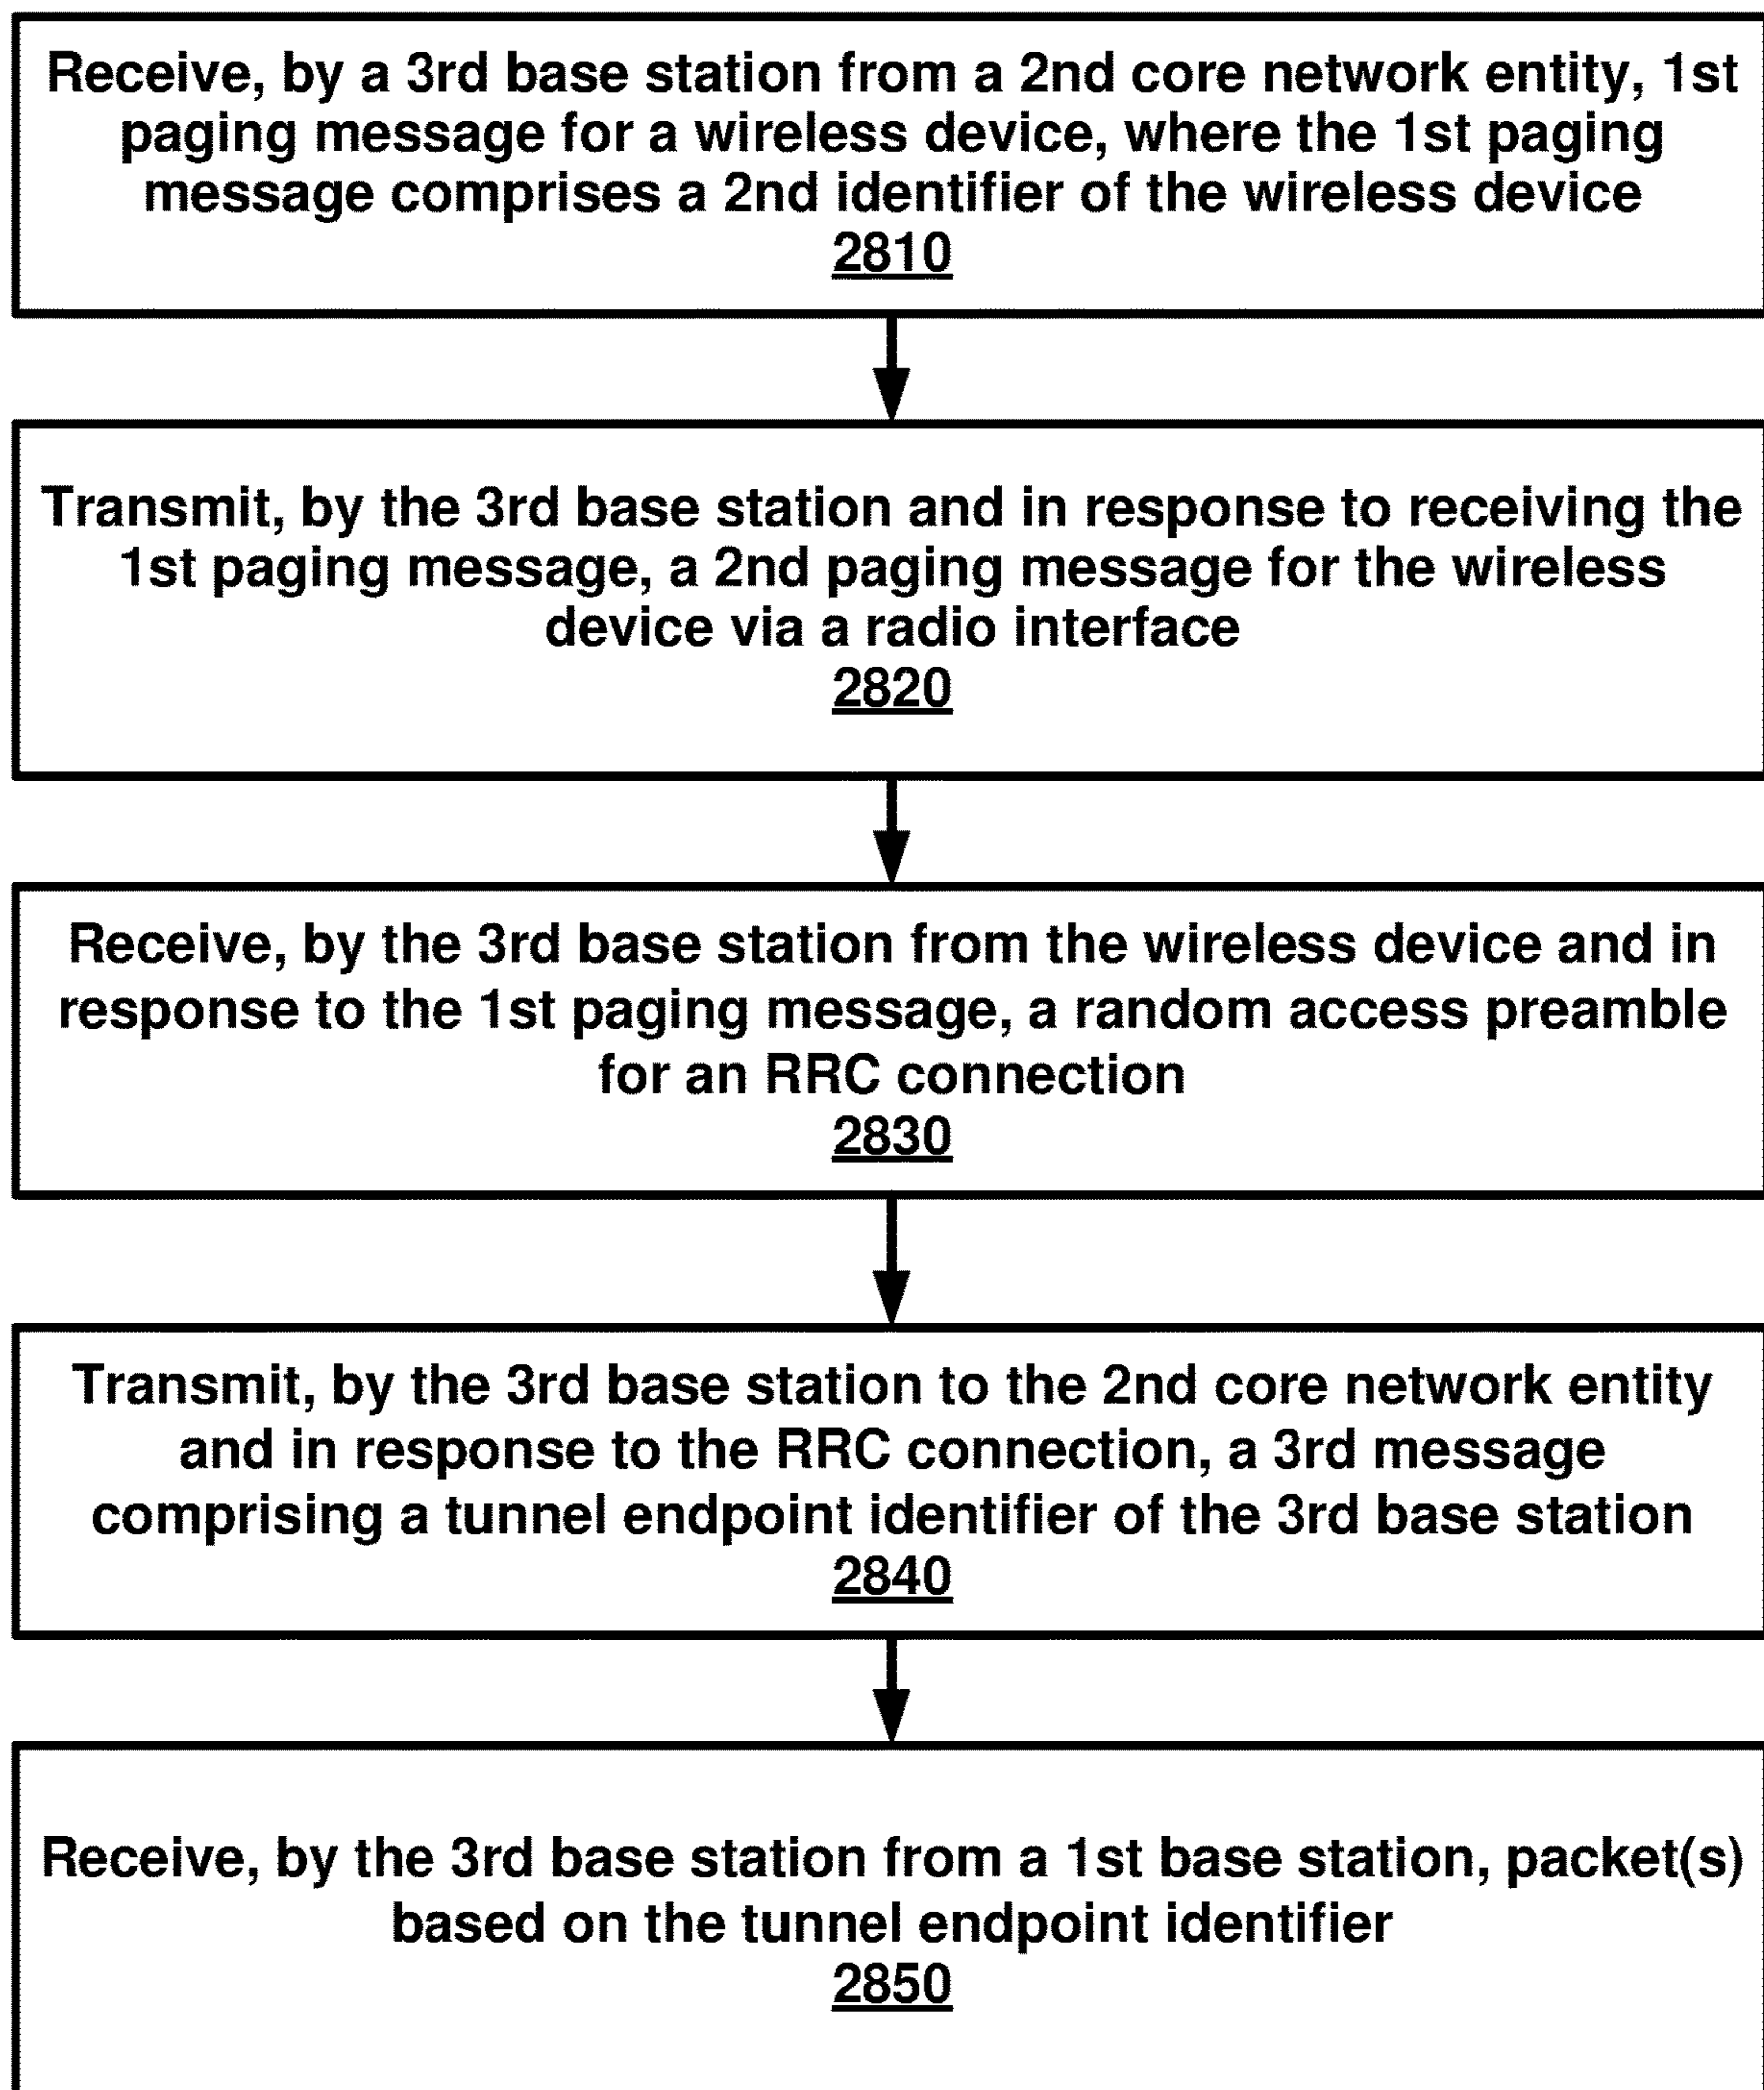 Receive, by a 3rd base station from a 2nd core network entity, 1st
paging message for a wireless device, where the 1st paging
message comprises a 2nd identifier of the wireless device
2810
Transmit, by the 3rd base station and in response to receiving the
1st paging message, a 2nd paging message for the wireless
device via a radio interface
2820
Receive, by the 3rd base station from the wireless device and in
response to the 1st paging message, a random access preamble
for an RRC connection
2830
Transmit, by the 3rd base station to the 2nd core network entity
and in response to the RRC connection, a 3rd message
comprising a tunnel endpoint identifier of the 3rd base station
2840
Receive, by the 3rd base station from a 1st base station, packet(s)
based on the tunnel endpoint identifier
2850